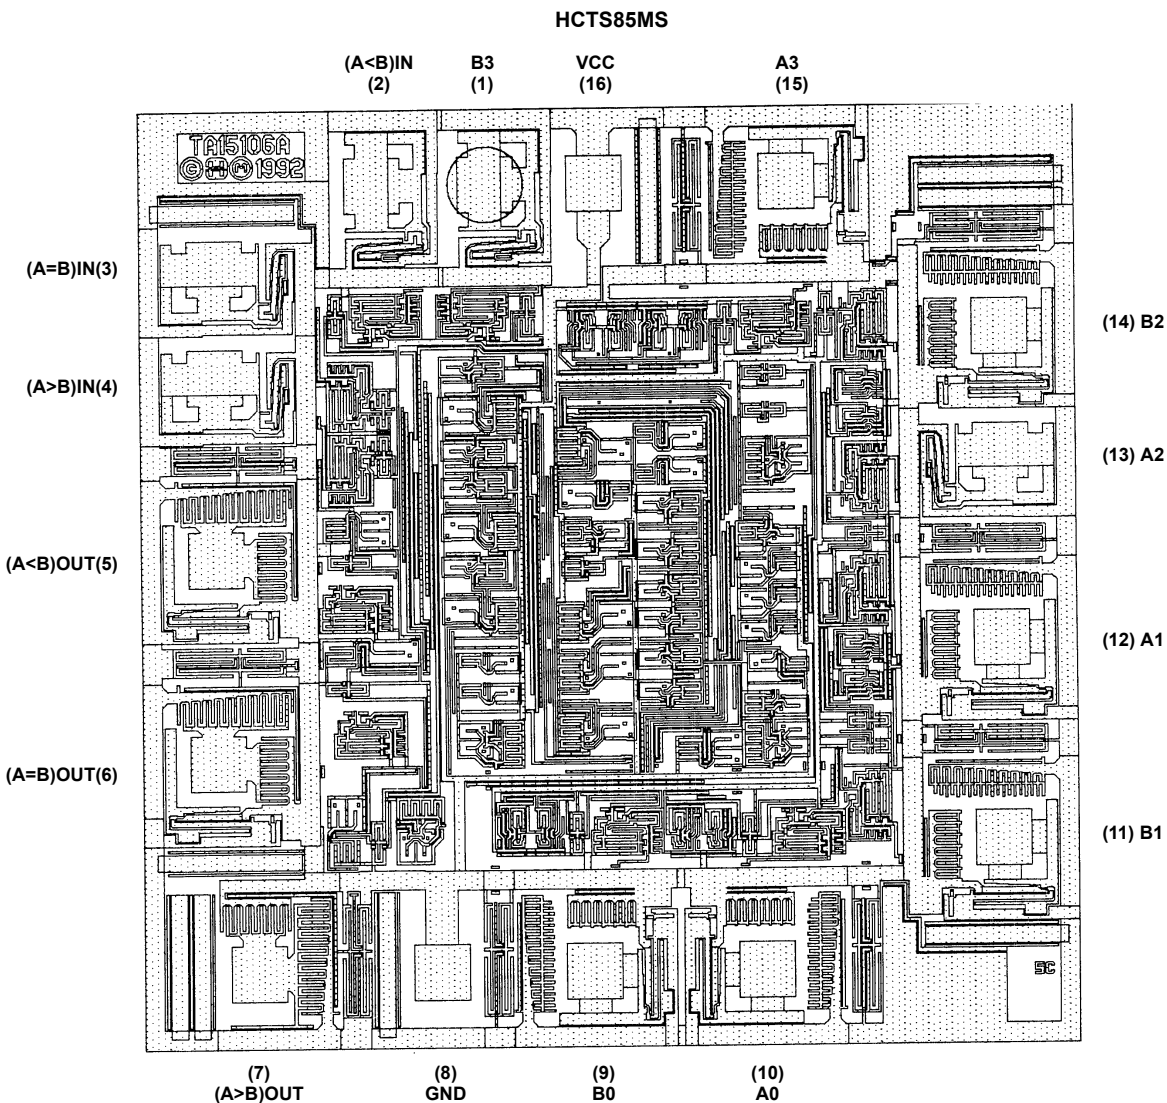 HCTS85MS
(A<B)IN
(2)
B3
(1)
VCC
(16)
A3
(15)
TA15106A
© H M 1992
(A=B)IN(3)
(A>B)IN(4)
(A<B)OUT(5)
(A=B)OUT(6)
(14) B2
(13) A2
(12) A1
(11) B1
SC
(7)
(A>B)OUT
(8)
GND
(9)
B0
(10)
A0